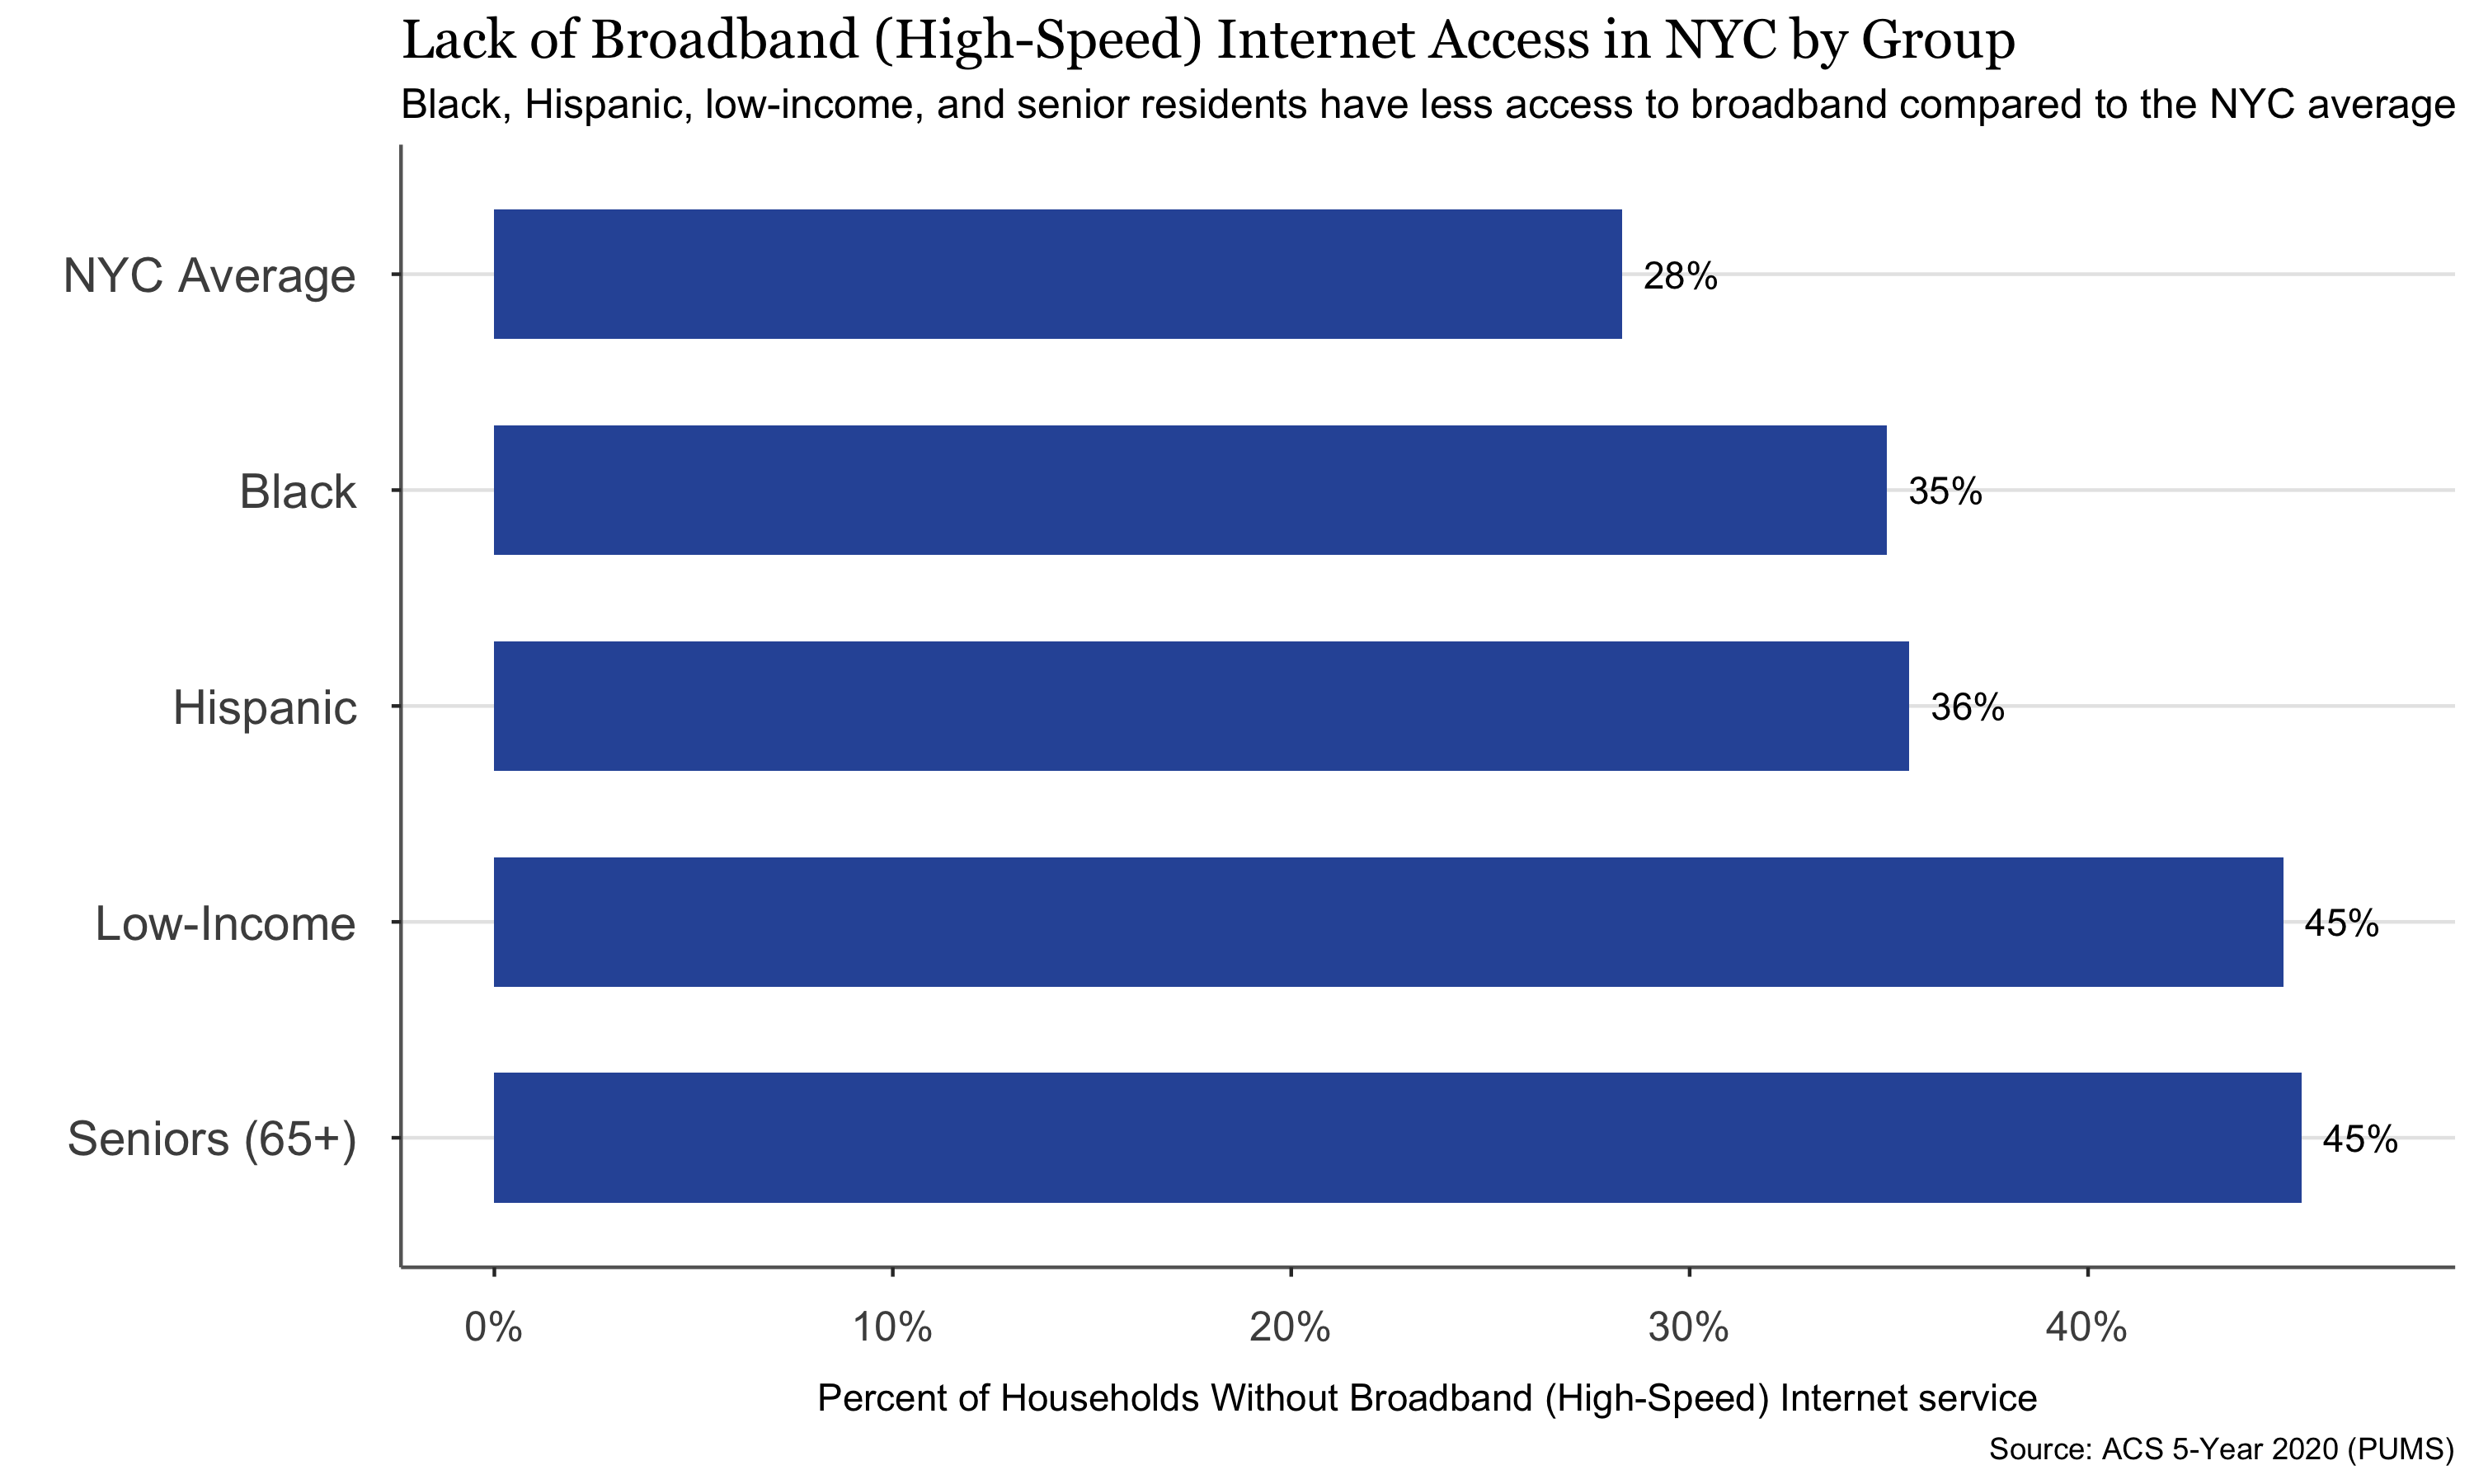 Lack of Broadband (High-Speed) Internet Access in NYC by Group
Black, Hispanic, low-income, and senior residents have less access to broadband compared to the NYC average
NYC Average
28%
Black
35%
Hispanic
36%
Low-Income
45%
Seniors (65+)
45%
0%
10%
20%
30%
40%
Percent of Households Without Broadband (High-Speed) Internet service
Source: ACS 5-Year 2020 (PUMS)